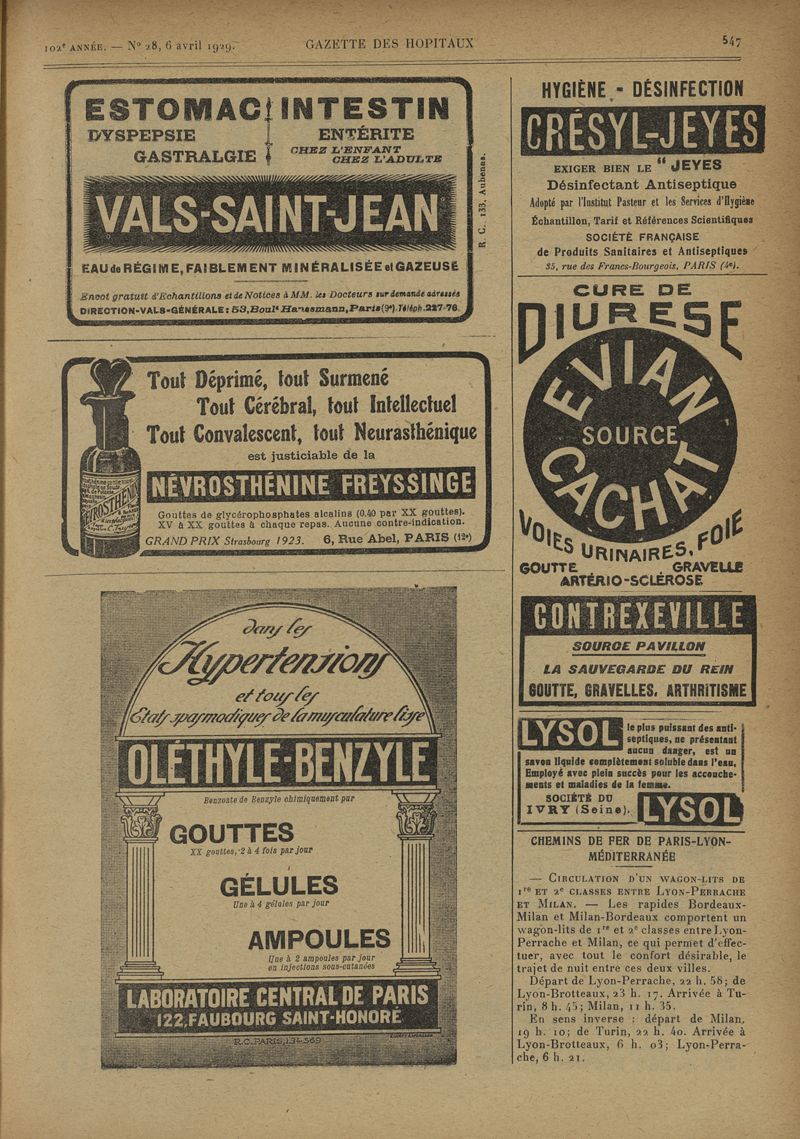 102e ANNÉE. — No 28, 6 avril 1929.
GAZETTE DES HOPITAUX
547
ESTOMAC INTESTIN
DYSPEPSIE
GASTRALGIE
ENTÉRITE
CHEZ L'ENFANT
CHEZ L'ADULTE
VALS-SAINT-JEAN
EAU de RÉGIME, FAIBLEMENT MINÉRALISÉE et GAZEUSE
Envoi gratuit d'Echantillons et de Notices à MM. les Docteurs sur demande adressés
DIRECTION-VALS-GÉNÉRALE: 53, Boult Haussmann, Paris (9e). Téléph. 227-76.
R. C. 133. Aubenas.
Tout Déprimé, tout Surmené
Tout Cérébral, tout Intellectuel
Tout Convalescent, tout Neurasthénique
est justiciable de la
NÉVROSTHÉNINE FREYSSINGE
Gouttes de glycérophosphates alcalins (0,40 par XX gouttes).
XV à XX gouttes à chaque repas. Aucune contre-indication.
GRAND PRIX Strasbourg 1923. 6, Rue Abel, PARIS (12e)
dans les
Hypertensions
et tous les
États spasmodiques de la musculature lisse
OLÉTHYLE-BENZYLE
Benzoate de Benzyle chimiquement pur
GOUTTES
XX gouttes, 2 à 4 fois par jour
GÉLULES
Une à 4 gélules par jour
AMPOULES
Une à 2 ampoules par jour
en injections sous-cutanées
LABORATOIRE CENTRAL DE PARIS
122, FAUBOURG SAINT-HONORÉ
R.C. PARIS, 134.569
HYGIÈNE - DÉSINFECTION
CRÉSYL-JEYES
EXIGER BIEN LE "JEYES
Désinfectant Antiseptique
Adopté par l'Institut Pasteur et les Services d'Hygiène
Échantillon, Tarif et Références Scientifiques
SOCIÉTÉ FRANÇAISE
de Produits Sanitaires et Antiseptiques
35, rue des Francs-Bourgeois, PARIS (4e).
CURE DE
DIURESE
EVIAN
SOURCE
CACHAT
VOIES URINAIRES, FOIE
GOUTTE GRAVELLE
ARTÉRIO-SCLÉROSE
CONTREXEVILLE
SOURCE PAVILLON
LA SAUVEGARDE DU REIN
GOUTTE, GRAVELLES, ARTHRITISME
LYSOL le plus puissant des anti-
septiques, ne présentant
aucun danger, est un
savon liquide complètement soluble dans l'eau,
Employé avec plein succès pour les accouche-
ments et maladies de la femme.
SOCIÉTÉ DU
IVRY (Seine). LYSOL
CHEMINS DE FER DE PARIS-LYON-
MÉDITERRANÉE
— CIRCULATION D'UN WAGON-LITS DE
1re ET 2e CLASSES ENTRE LYON-PERRACHE
ET MILAN. — Les rapides Bordeaux-
Milan et Milan-Bordeaux comportent un
wagon-lits de 1re et 2e classes entre Lyon-
Perrache et Milan, ce qui permet d'effec-
tuer, avec tout le confort désirable, le
trajet de nuit entre ces deux villes.
Départ de Lyon-Perrache, 22 h. 58; de
Lyon-Brotteaux, 23 h. 17. Arrivée à Tu-
rin, 8 h. 45; Milan, 11 h. 35.
En sens inverse : départ de Milan,
19 h. 10; de Turin, 22 h. 40. Arrivée à
Lyon-Brotteaux, 6 h. 03; Lyon-Perra-
che, 6 h. 21.